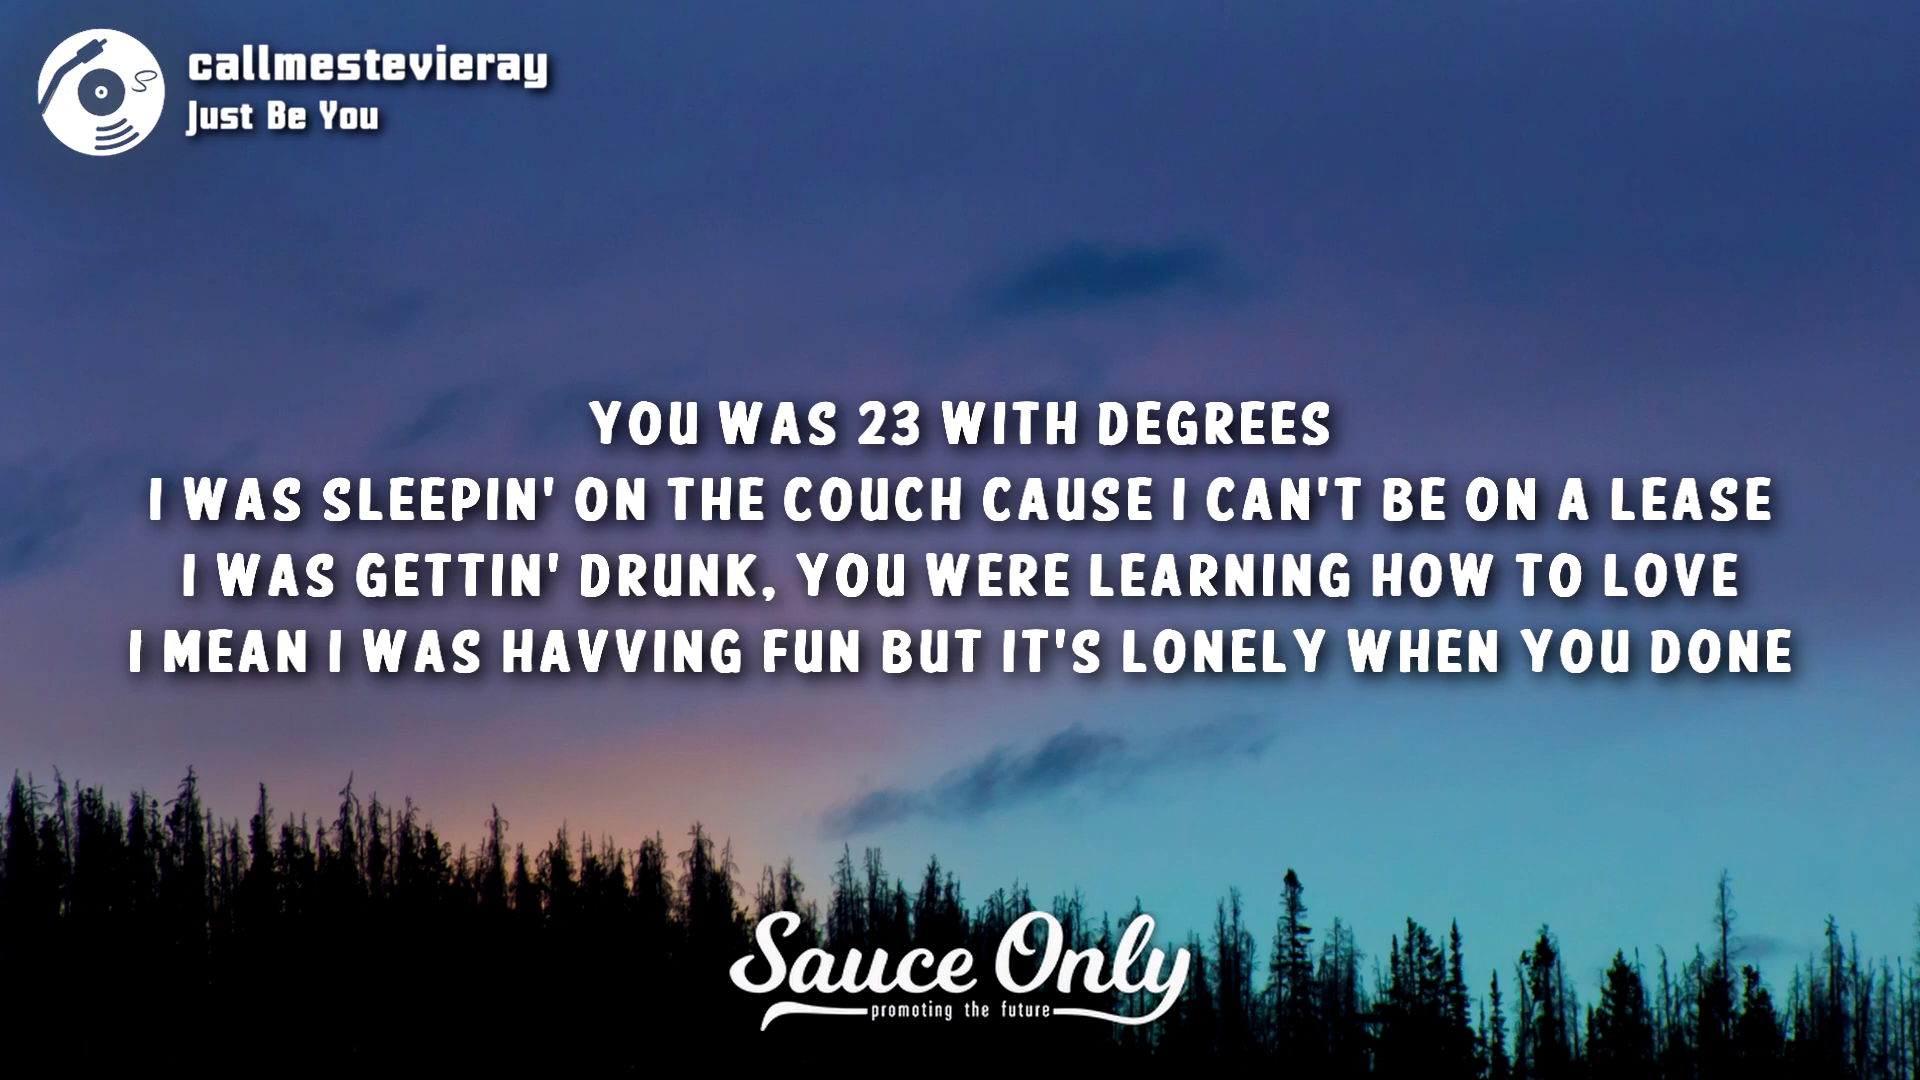 callmestevieray
Just Be You
YOU WAS 23 WITH DEGREES
I WAS SLEEPIN' ON THE COUCH CAUSE I CAN'T BE ON A LEASE
I WAS GETTIN' DRUNK, YOU WERE LEARNING HOW TO LOVE
I MEAN I WAS HAVVING FUN BUT IT'S LONELY WHEN YOU DONE
Sauce Only
promoting the future